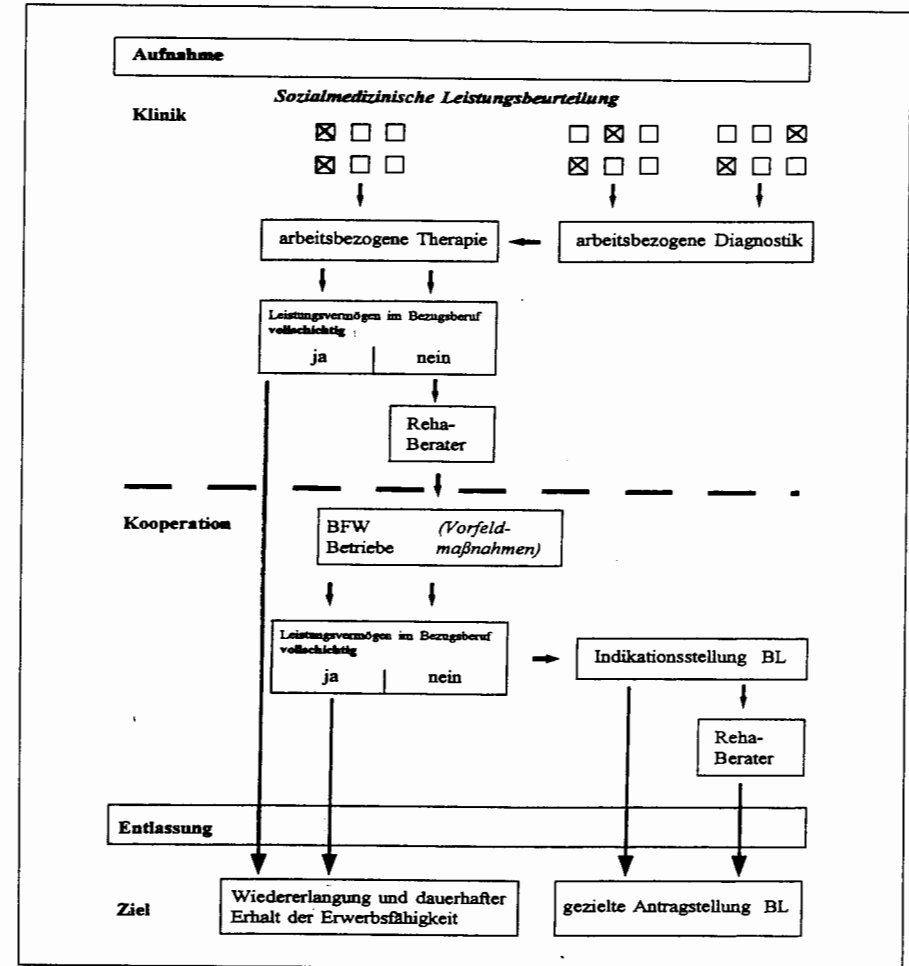 Aufnahme
Sozialmedizinische Leistungsbeurteilung
Klinik
arbeitsbezogene Therapie
arbeitsbezogene Diagnostik
Leistungsvermögen im Bezugsberuf
vollschichtig
ja
nein
Reha-
Berater
Kooperation
BFW (Vorfeld-
Betriebe maßnahmen)
Leistungsvermögen im Bezugsberuf
vollschichtig
ja
nein
Indikationsstellung BL
Reha-
Berater
Entlassung
Ziel
Wiedererlangung und dauerhafter
Erhalt der Erwerbsfähigkeit
gezielte Antragstellung BL